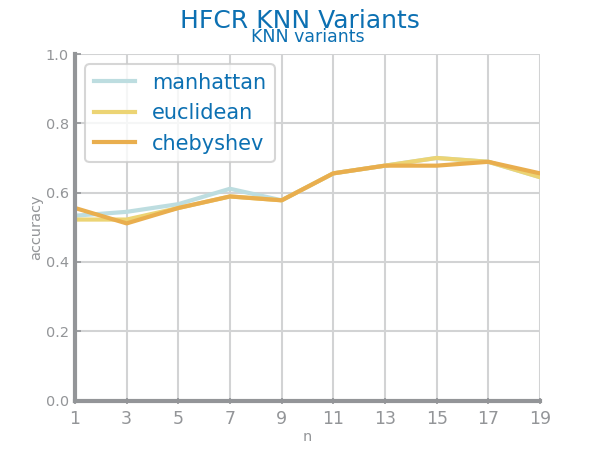 HFCR KNN Variants
KNN variants
manhattan
euclidean
chebyshev
accuracy
1.0
0.8
0.6
0.4
0.2
0.0
1 3 5 7 9 11 13 15 17 19
n